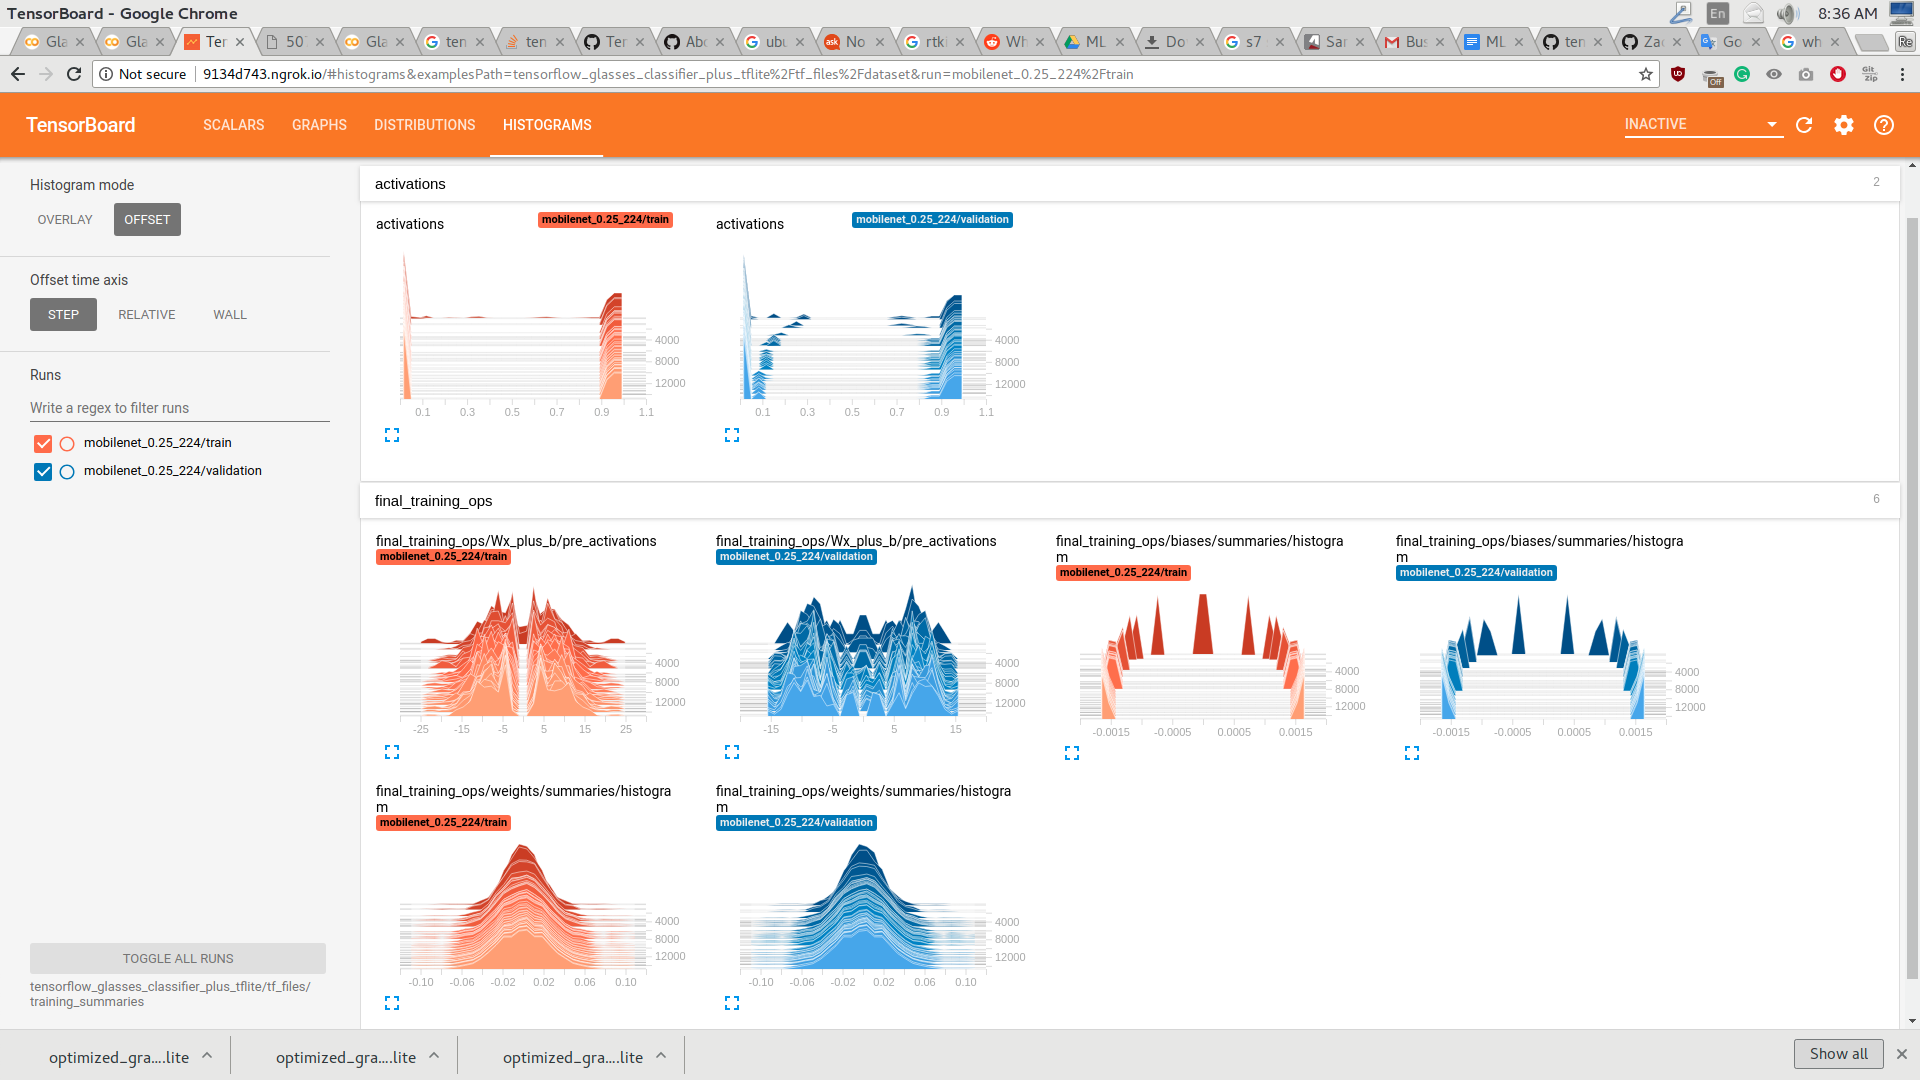 TensorBoard - Google Chrome
En
8:36 AM
Gla
Gla
Ter
50
Gla
ten
ten
Ter
Abc
ubu
No
rtki
Wh
ML
Do
s7
Sar
Bus
ML
ten
Zac
Go
wh
Re
Not secure
9134d743.ngrok.io/#histograms&examplesPath=tensorflow_glasses_classifier_plus_tflite%2Ftf_files%2Fdataset&run=mobilenet_0.25_224%2Ftrain
Off
Git Zip
TensorBoard
SCALARS
GRAPHS
DISTRIBUTIONS
HISTOGRAMS
INACTIVE
Histogram mode
OVERLAY
OFFSET
Offset time axis
STEP
RELATIVE
WALL
Runs
Write a regex to filter runs
mobilenet_0.25_224/train
mobilenet_0.25_224/validation
TOGGLE ALL RUNS
tensorflow_glasses_classifier_plus_tflite/tf_files/
training_summaries
activations
2
activations
mobilenet_0.25_224/train
4000
8000
12000
0.1 0.3 0.5 0.7 0.9 1.1
activations
mobilenet_0.25_224/validation
4000
8000
12000
0.1 0.3 0.5 0.7 0.9 1.1
final_training_ops
6
final_training_ops/Wx_plus_b/pre_activations
mobilenet_0.25_224/train
4000
8000
12000
-25 -15 -5 5 15 25
final_training_ops/Wx_plus_b/pre_activations
mobilenet_0.25_224/validation
4000
8000
12000
-15 -5 5 15
final_training_ops/biases/summaries/histogra
m
mobilenet_0.25_224/train
4000
8000
12000
-0.0015 -0.0005 0.0005 0.0015
final_training_ops/biases/summaries/histogra
m
mobilenet_0.25_224/validation
4000
8000
12000
-0.0015 -0.0005 0.0005 0.0015
final_training_ops/weights/summaries/histogra
m
mobilenet_0.25_224/train
4000
8000
12000
-0.10 -0.06 -0.02 0.02 0.06 0.10
final_training_ops/weights/summaries/histogra
m
mobilenet_0.25_224/validation
4000
8000
12000
-0.10 -0.06 -0.02 0.02 0.06 0.10
optimized_gra....lite
optimized_gra....lite
optimized_gra....lite
Show all